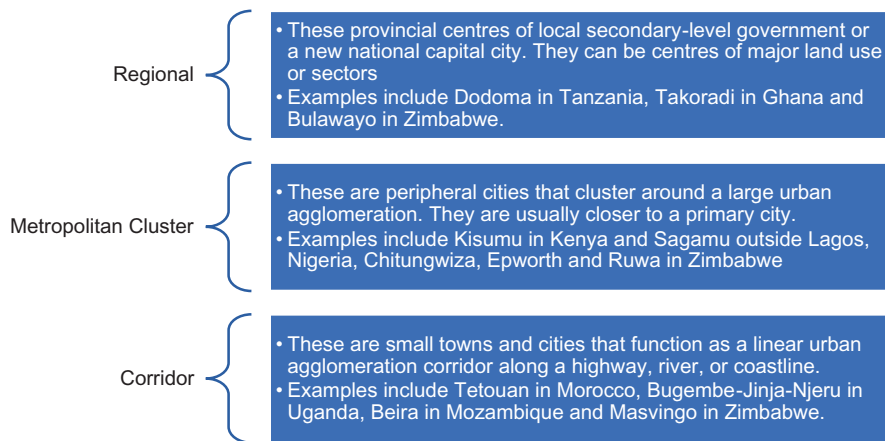 Regional
• These provincial centres of local secondary-level government or
a new national capital city. They can be centres of major land use
or sectors
• Examples include Dodoma in Tanzania, Takoradi in Ghana and
Bulawayo in Zimbabwe.
Metropolitan Cluster
• These are peripheral cities that cluster around a large urban
agglomeration. They are usually closer to a primary city.
• Examples include Kisumu in Kenya and Sagamu outside Lagos,
Nigeria, Chitungwiza, Epworth and Ruwa in Zimbabwe
Corridor
• These are small towns and cities that function as a linear urban
agglomeration corridor along a highway, river, or coastline.
• Examples include Tetouan in Morocco, Bugembe-Jinja-Njeru in
Uganda, Beira in Mozambique and Masvingo in Zimbabwe.